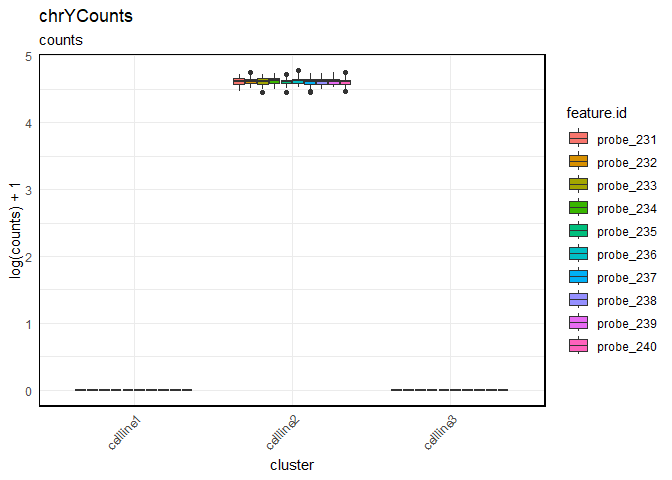 chrYCounts
counts
5
4
3
2
1
0
log(counts) + 1
cellline1
cellline2
cellline3
cluster
feature.id
probe_231
probe_232
probe_233
probe_234
probe_235
probe_236
probe_237
probe_238
probe_239
probe_240